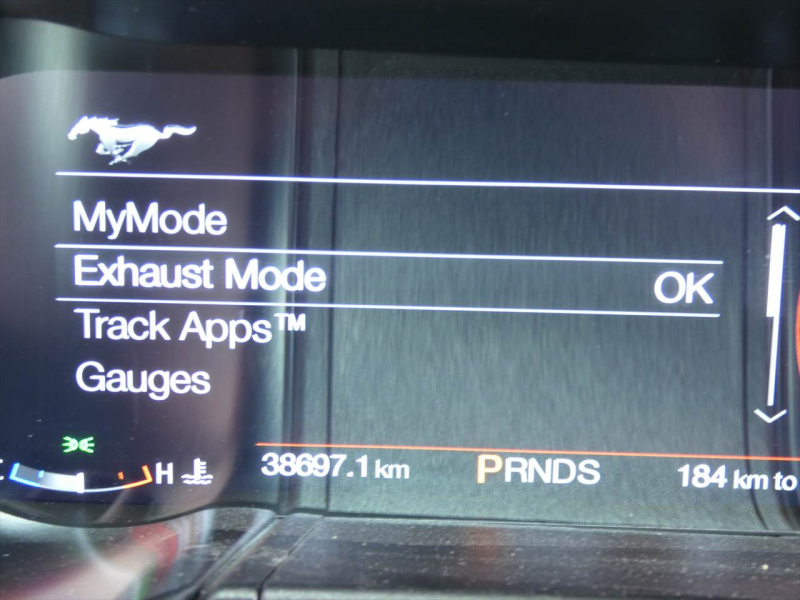 MyMode
Exhaust Mode OK
Track Apps™
Gauges
H 38697.1 km PRNDS 184 km to